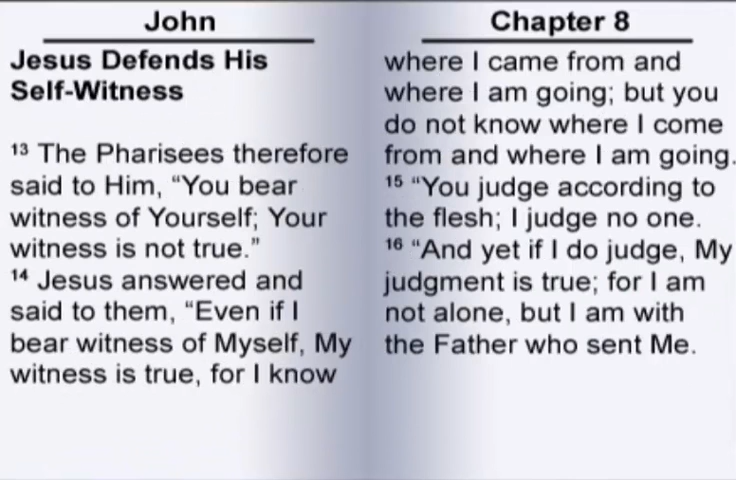 John
Jesus Defends His
Self-Witness
¹³ The Pharisees therefore
said to Him, “You bear
witness of Yourself; Your
witness is not true.”
¹⁴ Jesus answered and
said to them, “Even if I
bear witness of Myself, My
witness is true, for I know
Chapter 8
where I came from and
where I am going; but you
do not know where I come
from and where I am going.
¹⁵ “You judge according to
the flesh; I judge no one.
¹⁶ “And yet if I do judge, My
judgment is true; for I am
not alone, but I am with
the Father who sent Me.